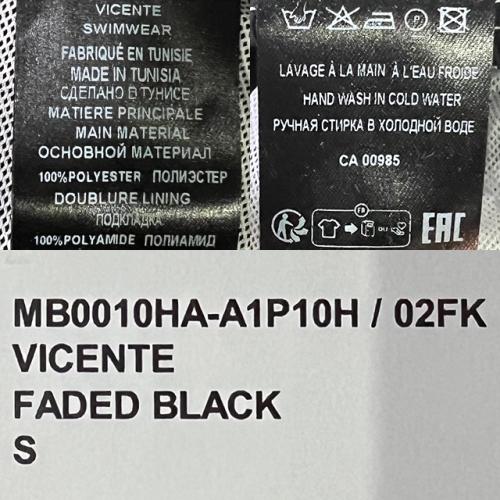 VICENTE
SWIMWEAR
FABRIQUÉ EN TUNISIE
MADE IN TUNISIA
СДЕЛАНО В ТУНИСЕ
MATIERE PRINCIPALE
MAIN MATERIAL
ОСНОВНОЙ МАТЕРИАЛ
100%POLYESTER ПОЛИЭСТЕР
DOUBLURE LINING
ПОДКЛАДКА
100%POLYAMIDE ПОЛИАМИД
LAVAGE À LA MAIN À L'EAU FROIDE
HAND WASH IN COLD WATER
РУЧНАЯ СТИРКА В ХОЛОДНОЙ ВОДЕ
CA 00985
FR
EAC
MB0010HA-A1P10H / 02FK
VICENTE
FADED BLACK
S